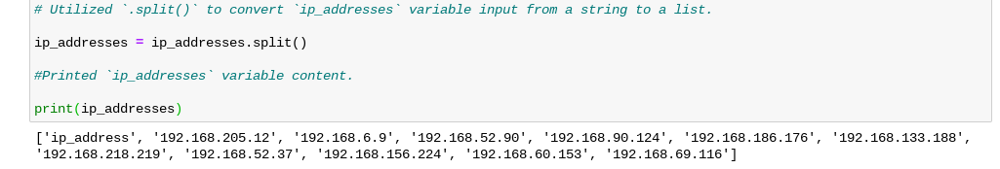 # Utilized `.split()` to convert `ip_addresses` variable input from a string to a list.
ip_addresses = ip_addresses.split()
#Printed `ip_addresses` variable content.
print(ip_addresses)
['ip_address', '192.168.205.12', '192.168.6.9', '192.168.52.90', '192.168.90.124', '192.168.186.176', '192.168.133.188',
'192.168.218.219', '192.168.52.37', '192.168.156.224', '192.168.60.153', '192.168.69.116']